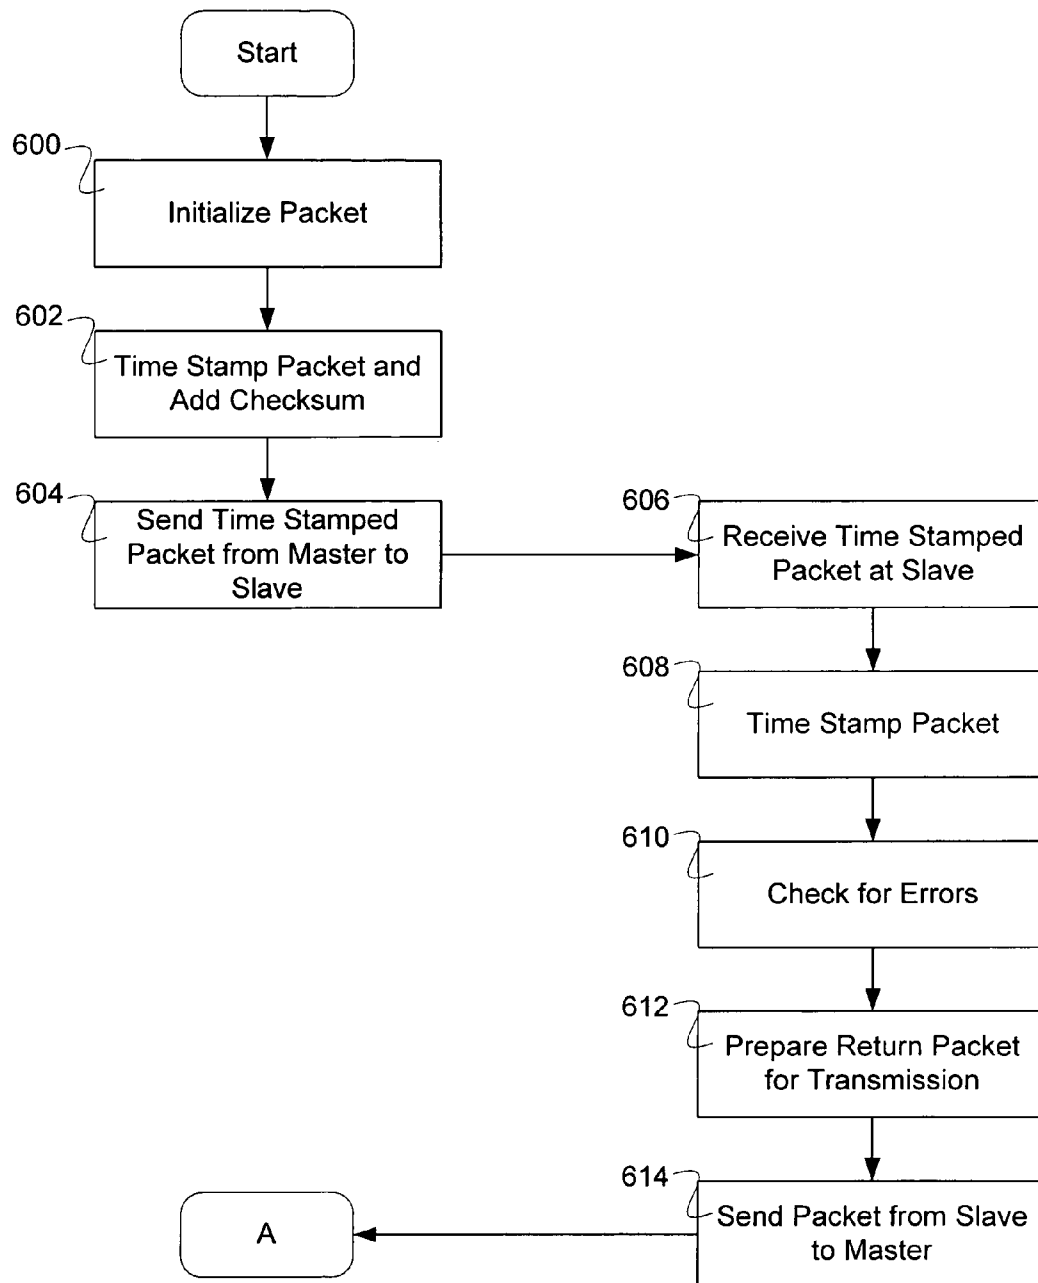 Start
600
Initialize Packet
602
Time Stamp Packet and
Add Checksum
604
Send Time Stamped
Packet from Master to
Slave
606
Receive Time Stamped
Packet at Slave
608
Time Stamp Packet
610
Check for Errors
612
Prepare Return Packet
for Transmission
614
Send Packet from Slave
to Master
A